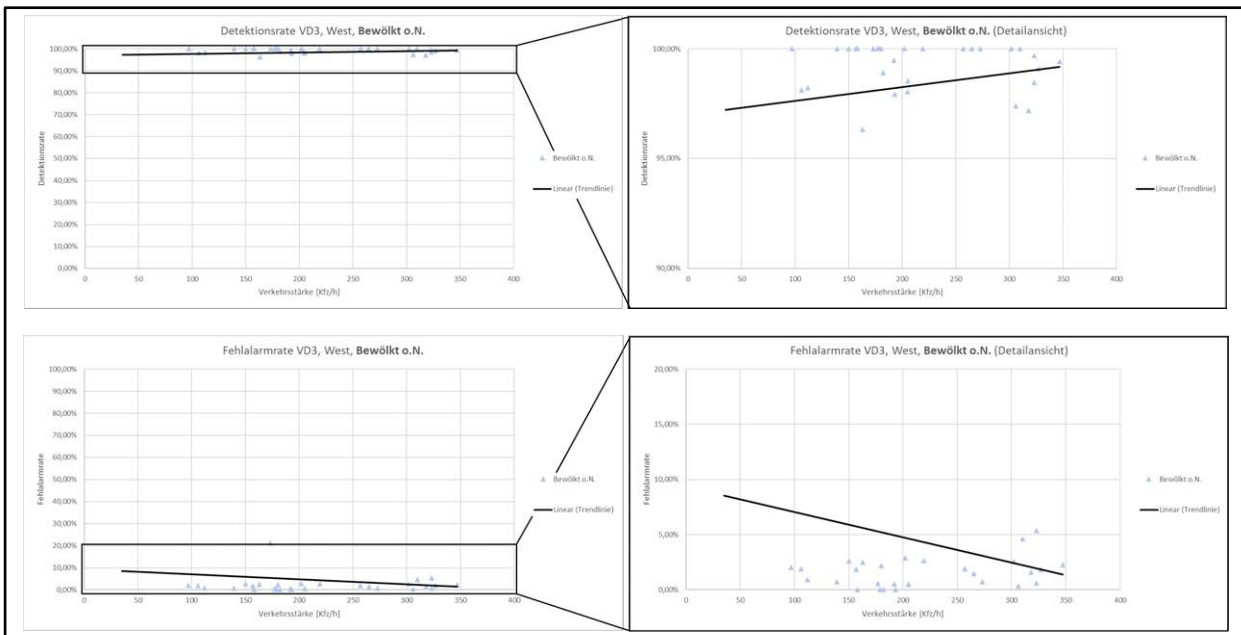 Detektionsrate VD3, West, Bewölkt o.N.
100,00%
90,00%
80,00%
70,00%
60,00%
50,00%
40,00%
30,00%
20,00%
10,00%
0,00%
Detektionsrate
0 50 100 150 200 250 300 350 400
Verkehrsstärke [Kfz/h]
Bewölkt o.N.
Linear (Trendlinie)
Detektionsrate VD3, West, Bewölkt o.N. (Detailansicht)
100,00%
95,00%
90,00%
Detektionsrate
0 50 100 150 200 250 300 350 400
Verkehrsstärke [Kfz/h]
Bewölkt o.N.
Linear (Trendlinie)
Fehlalarmrate VD3, West, Bewölkt o.N.
100,00%
90,00%
80,00%
70,00%
60,00%
50,00%
40,00%
30,00%
20,00%
10,00%
0,00%
Fehlalarmrate
0 50 100 150 200 250 300 350 400
Verkehrsstärke [Kfz/h]
Bewölkt o.N.
Linear (Trendlinie)
Fehlalarmrate VD3, West, Bewölkt o.N. (Detailansicht)
20,00%
15,00%
10,00%
5,00%
0,00%
Fehlalarmrate
0 50 100 150 200 250 300 350 400
Verkehrsstärke [Kfz/h]
Bewölkt o.N.
Linear (Trendlinie)